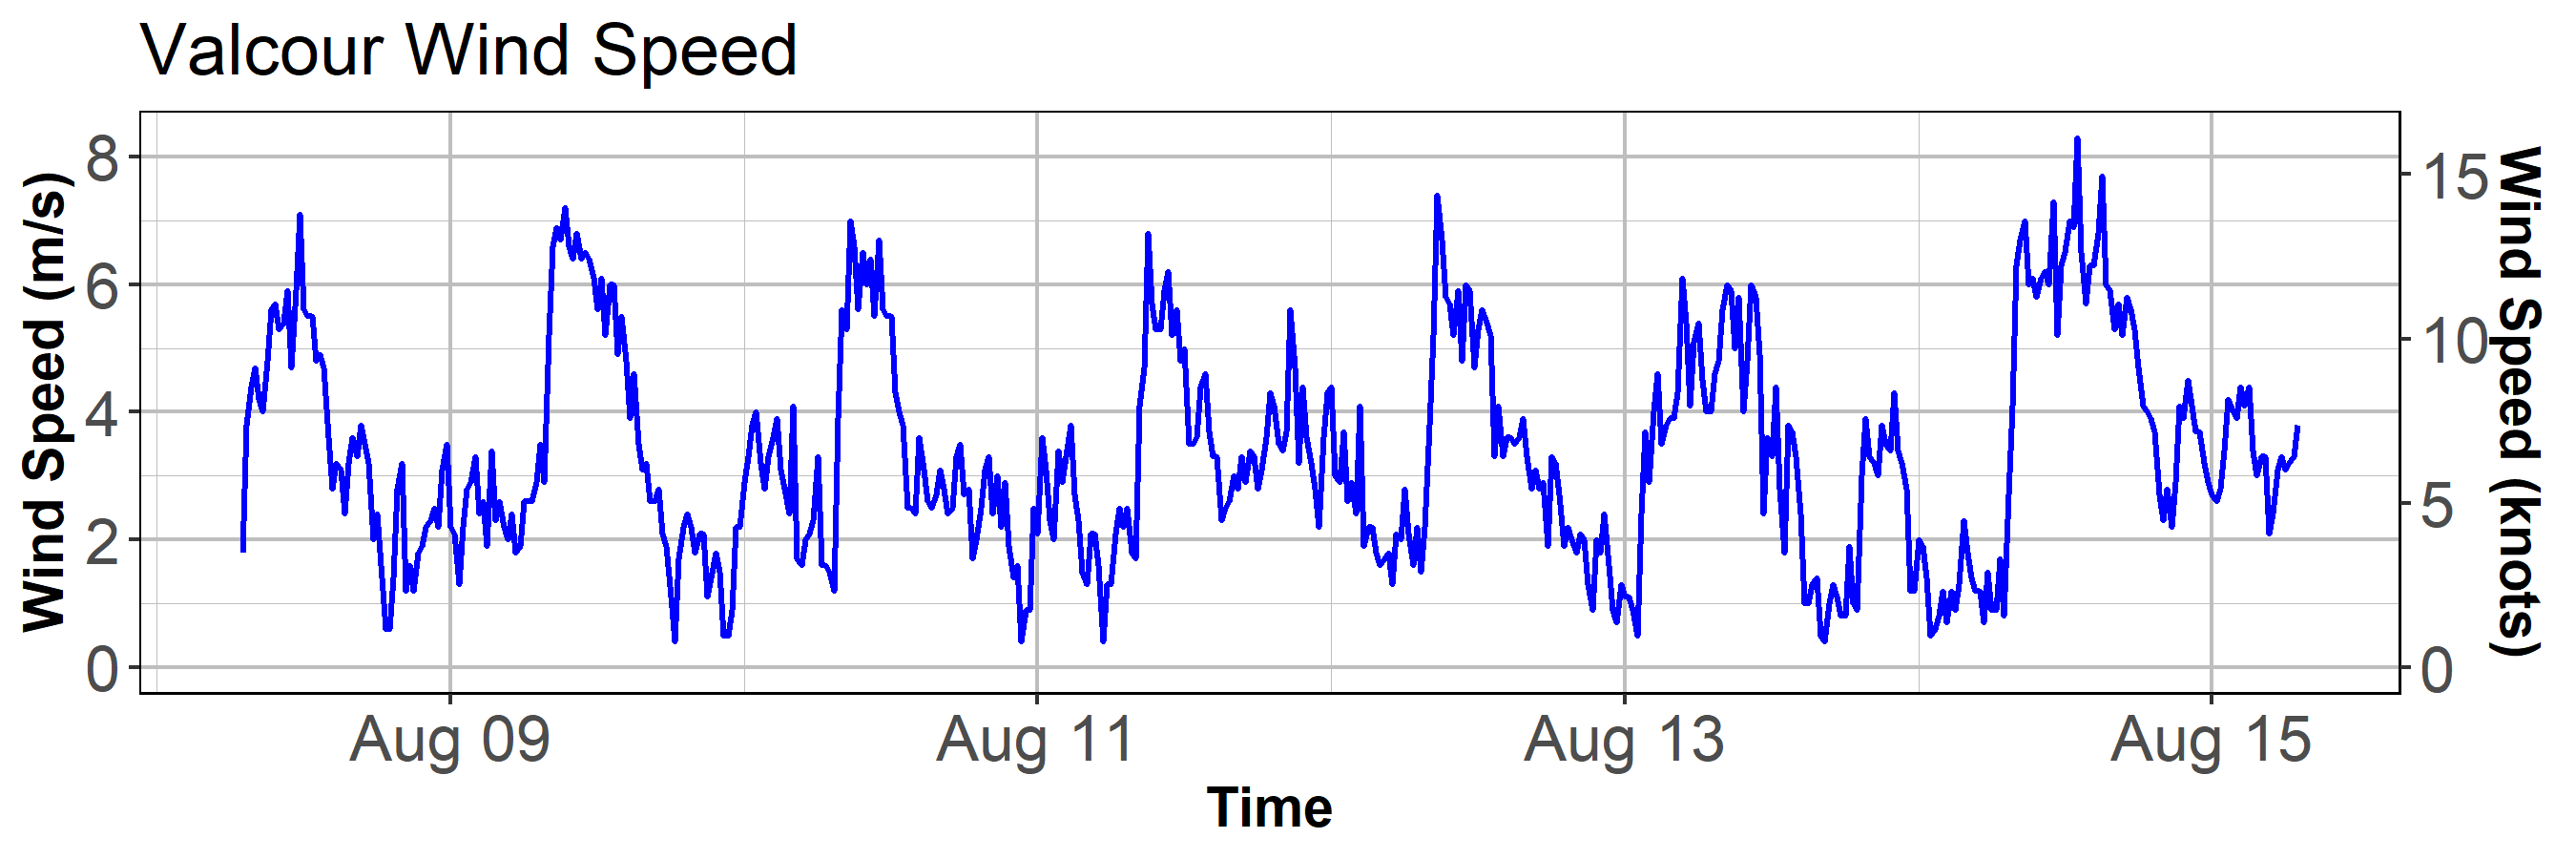 Valcour Wind Speed
Wind Speed (m/s)
8
6
4
2
0
15
10
5
0
Wind Speed (knots)
Aug 09
Aug 11
Aug 13
Aug 15
Time